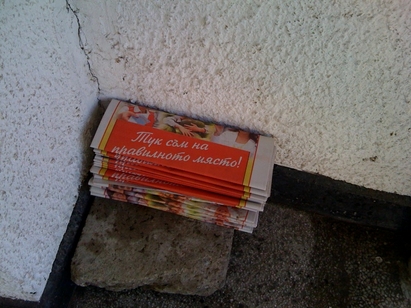 Тук съм на
правилното място!